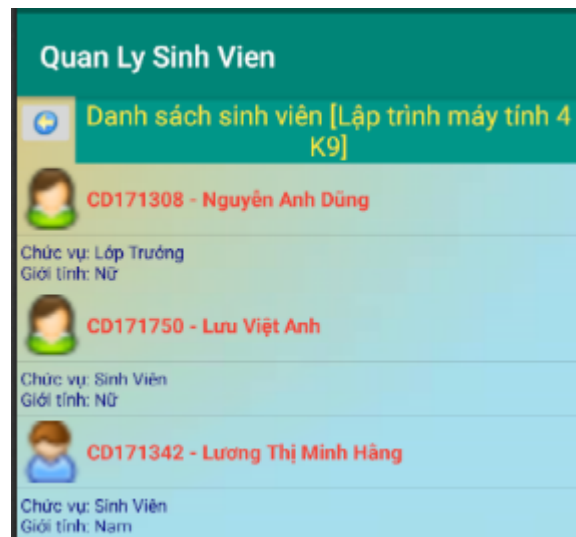 Quan Ly Sinh Vien
Danh sách sinh viên [Lập trình máy tính 4
K9]
CD171308 - Nguyên Anh Dũng
Chức vụ: Lớp Trưởng
Giới tính: Nữ
CD171750 - Lưu Việt Anh
Chức vụ: Sinh Viên
Giới tính: Nữ
CD171342 - Lương Thị Minh Hằng
Chức vụ: Sinh Viên
Giới tính: Nam